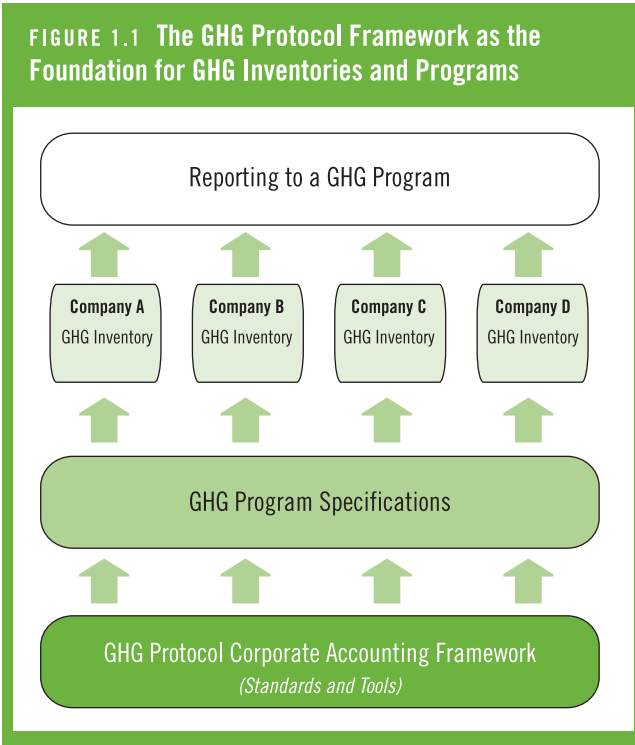 FIGURE 1.1 The GHG Protocol Framework as the
Foundation for GHG Inventories and Programs
Reporting to a GHG Program
Company A
GHG Inventory
Company B
GHG Inventory
Company C
GHG Inventory
Company D
GHG Inventory
GHG Program Specifications
GHG Protocol Corporate Accounting Framework
(Standards and Tools)